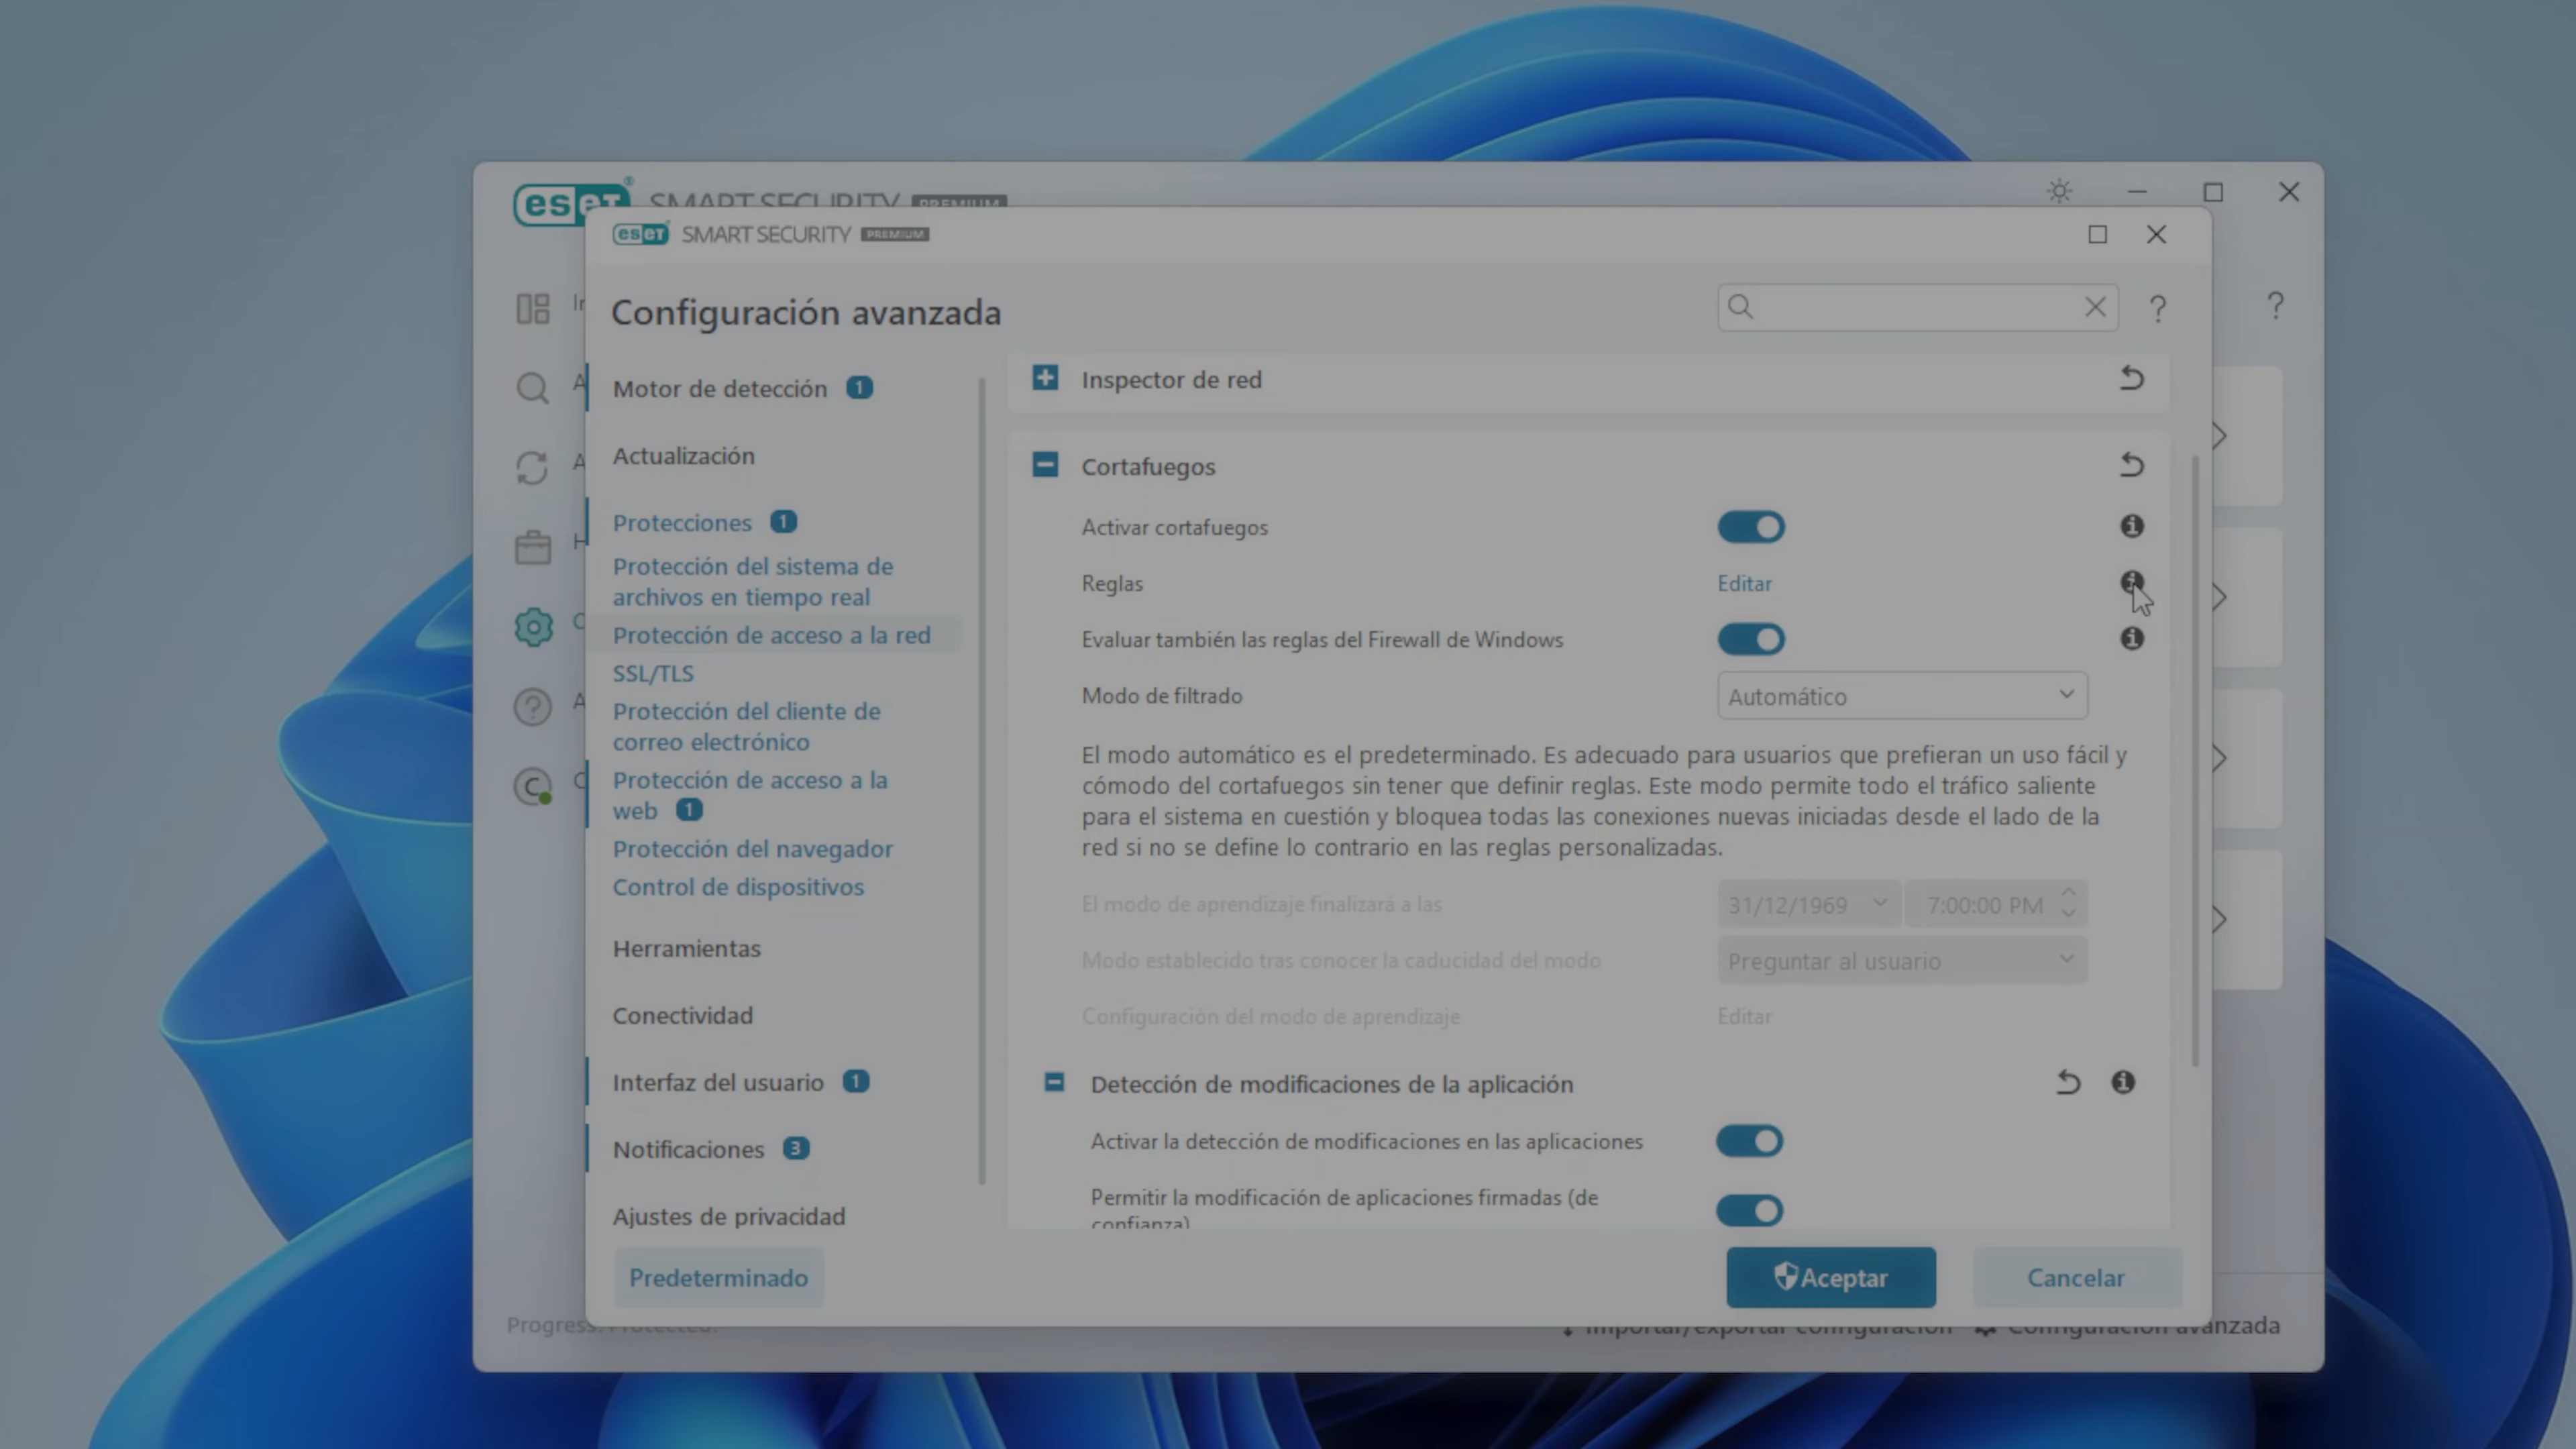 eset SMART SECURITY PREMIUM
eset SMART SECURITY PREMIUM
Configuración avanzada
?
?
Motor de detección 1
Actualización
Protecciones 1
Protección del sistema de
archivos en tiempo real
Protección de acceso a la red
SSL/TLS
Protección del cliente de
correo electrónico
Protección de acceso a la
web 1
Protección del navegador
Control de dispositivos
Herramientas
Conectividad
Interfaz del usuario 1
Notificaciones 3
Ajustes de privacidad
Inspector de red
Cortafuegos
Activar cortafuegos
Reglas Editar
Evaluar también las reglas del Firewall de Windows
Modo de filtrado Automático
El modo automático es el predeterminado. Es adecuado para usuarios que prefieran un uso fácil y
cómodo del cortafuegos sin tener que definir reglas. Este modo permite todo el tráfico saliente
para el sistema en cuestión y bloquea todas las conexiones nuevas iniciadas desde el lado de la
red si no se define lo contrario en las reglas personalizadas.
El modo de aprendizaje finalizará a las 31/12/1969 7:00:00 PM
Modo establecido tras conocer la caducidad del modo Preguntar al usuario
Configuración del modo de aprendizaje Editar
Detección de modificaciones de la aplicación
Activar la detección de modificaciones en las aplicaciones
Permitir la modificación de aplicaciones firmadas (de
confianza)
Predeterminado
Aceptar
Cancelar
Progress. Protected.
Importar/exportar configuración Configuración avanzada